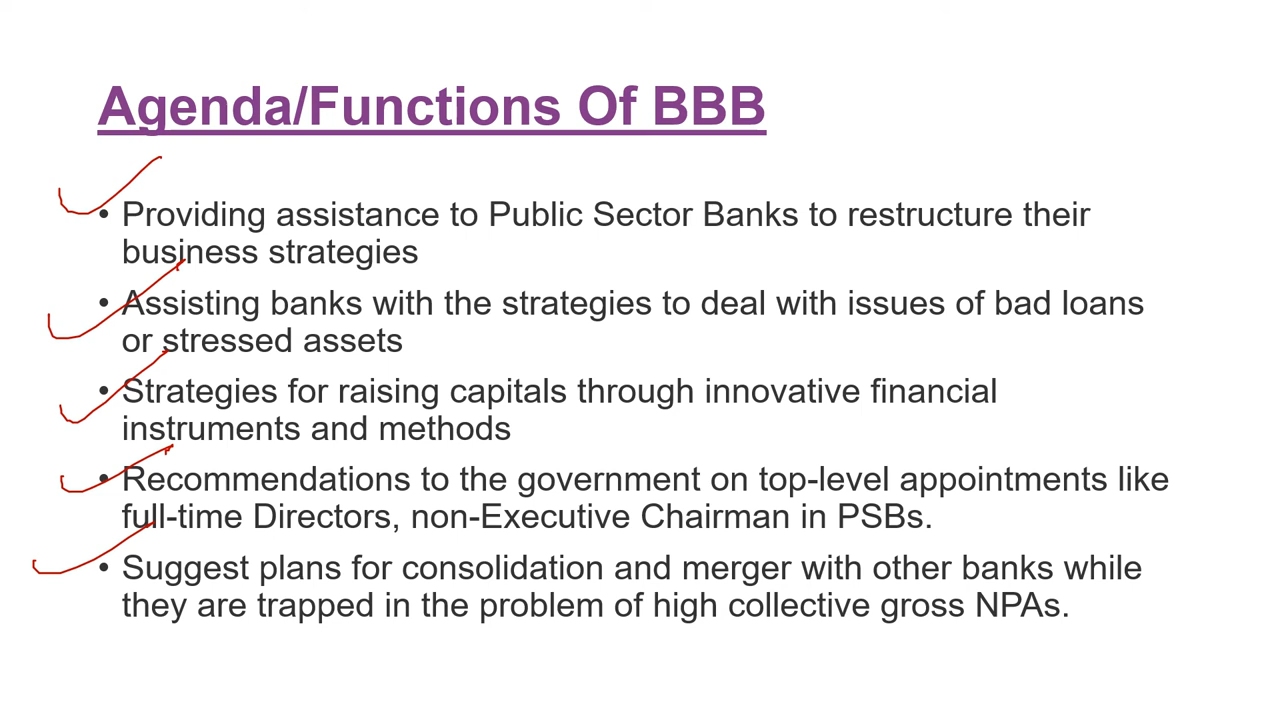 Agenda/Functions Of BBB
• Providing assistance to Public Sector Banks to restructure their
business strategies
• Assisting banks with the strategies to deal with issues of bad loans
or stressed assets
• Strategies for raising capitals through innovative financial
instruments and methods
• Recommendations to the government on top-level appointments like
full-time Directors, non-Executive Chairman in PSBs.
• Suggest plans for consolidation and merger with other banks while
they are trapped in the problem of high collective gross NPAs.